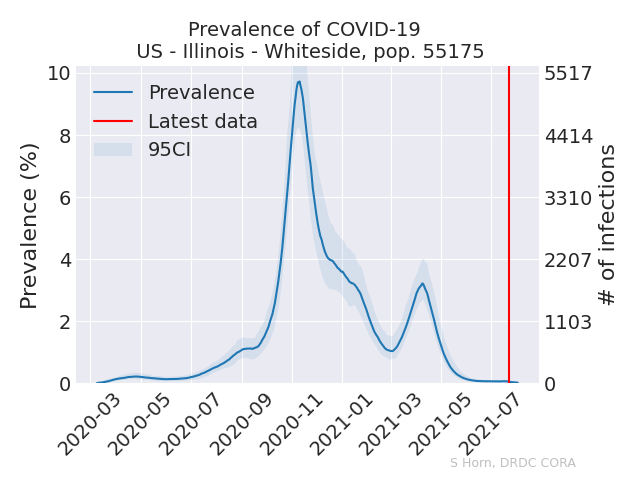 Prevalence of COVID-19
US - Illinois - Whiteside, pop. 55175
Prevalence
Latest data
95CI
Prevalence (%)
10
8
6
4
2
0
5517
4414
3310
2207
1103
0
# of infections
2020-03
2020-05
2020-07
2020-09
2020-11
2021-01
2021-03
2021-05
2021-07
S Horn, DRDC CORA